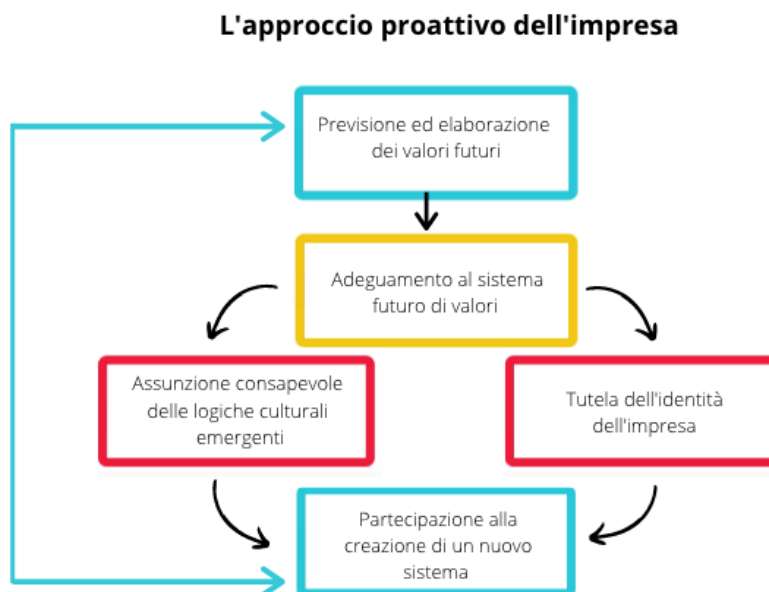 L'approccio proattivo dell'impresa
Previsione ed elaborazione
dei valori futuri
Adeguamento al sistema
futuro di valori
Assunzione consapevole
delle logiche culturali
emergenti
Tutela dell'identità
dell'impresa
Partecipazione alla
creazione di un nuovo
sistema